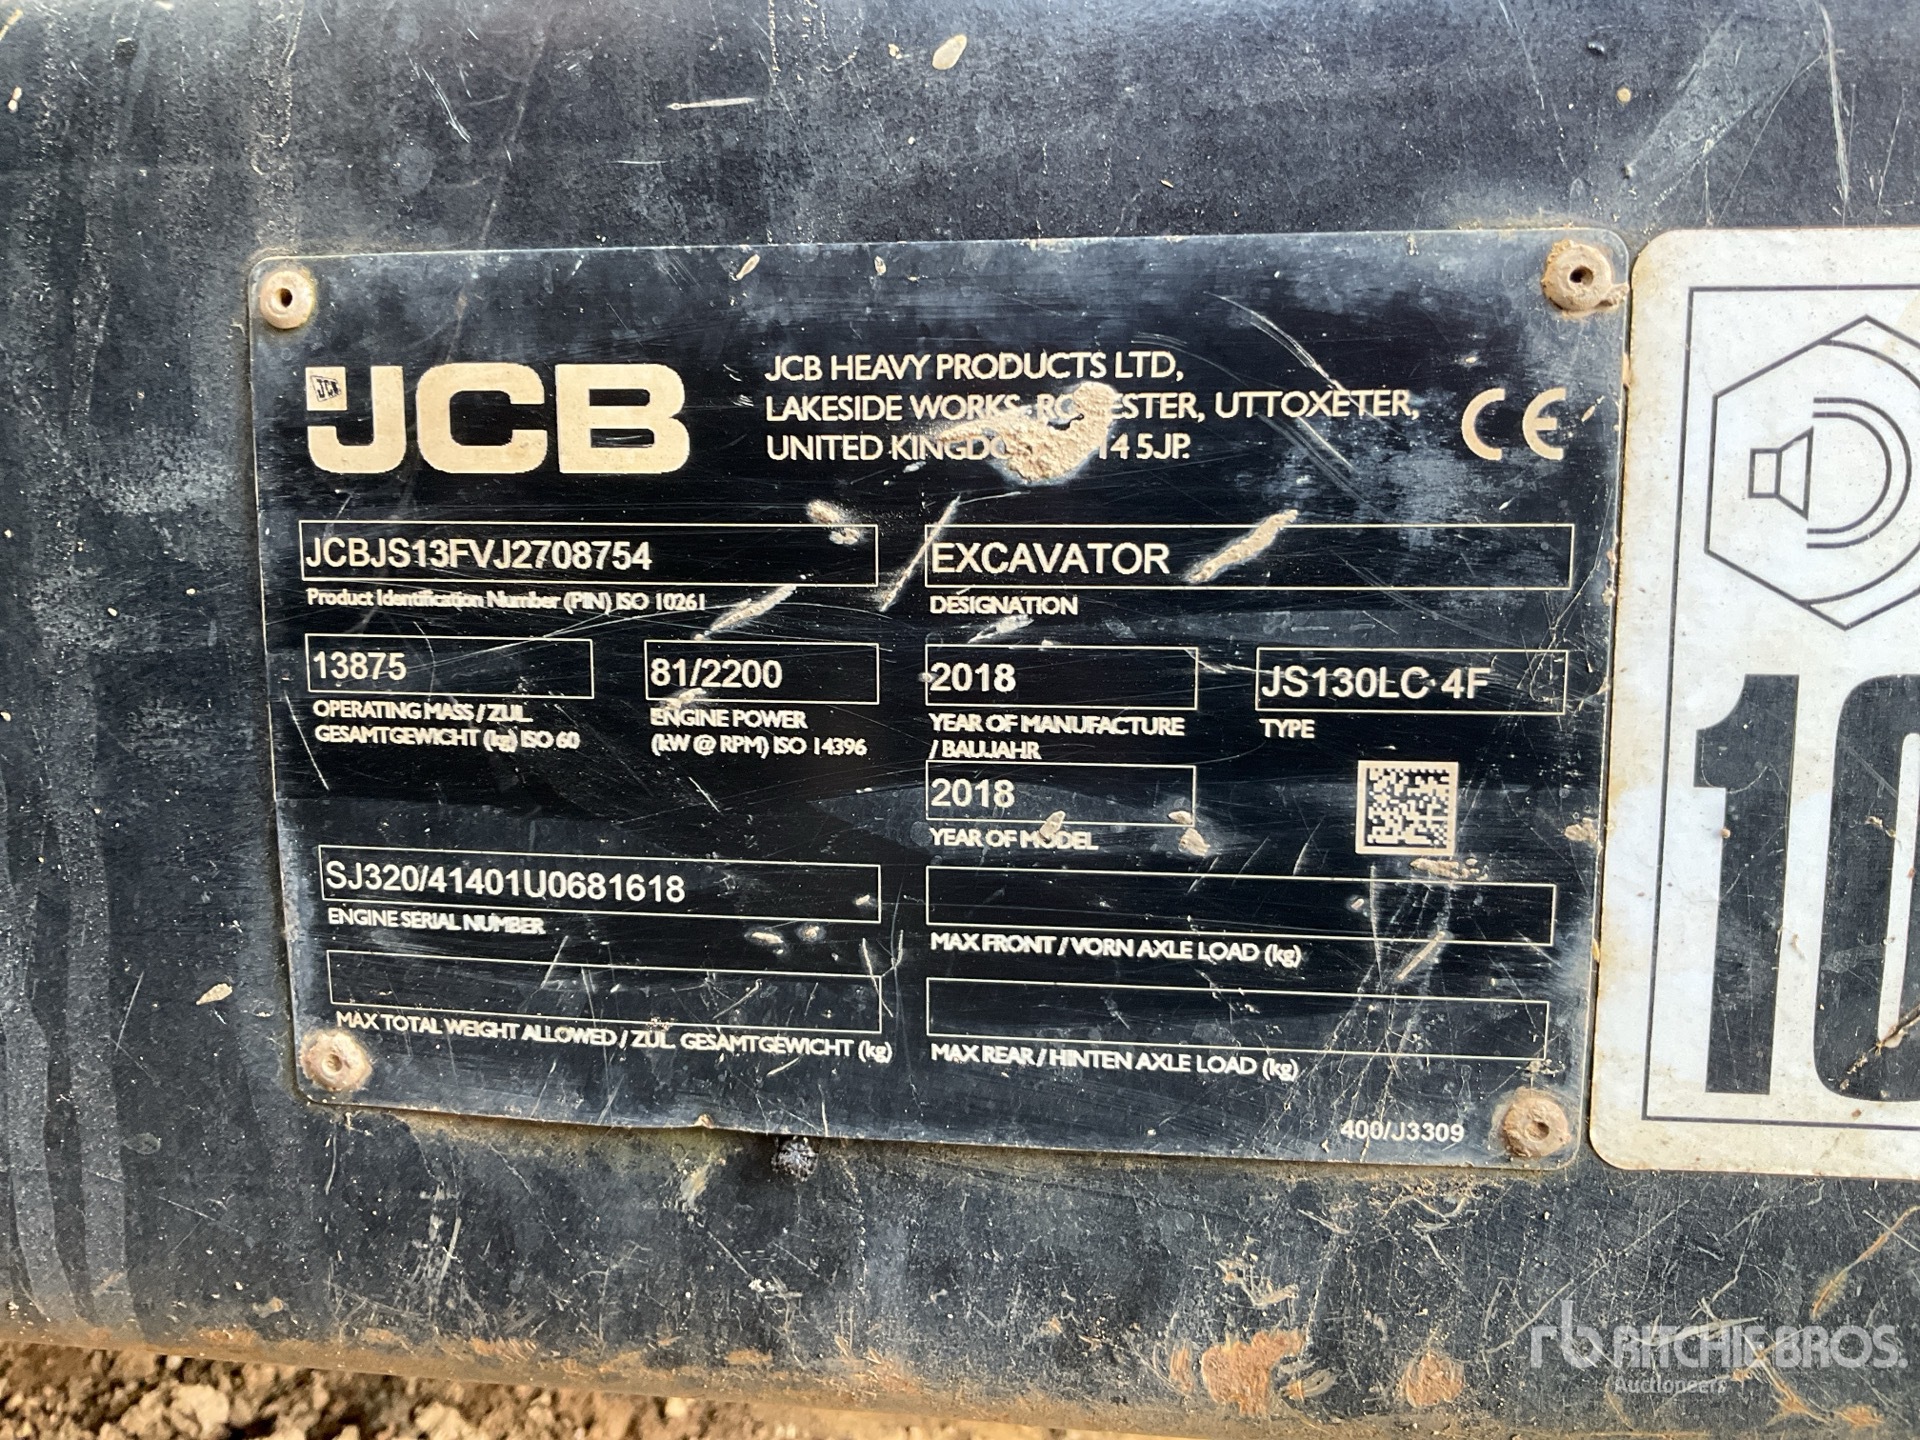 JCB
JCB HEAVY PRODUCTS LTD,
LAKESIDE WORKS, UTTOXETER,
UNITED 5JP.
CE
JCBJS13FVJ2708754
Product Identification Number (PIN) ISO 10261
EXCAVATOR
DESIGNATION
13875
OPERATING MASS / ZUL.
GESAMTGEWICHT (kg) ISO 60
81/2200
ENGINE POWER
(kW @ RPM) ISO 14396
2018
YEAR OF MANUFACTURE
/ BAUJAHR
JS130LC 4F
TYPE
2018
YEAR OF MODEL
SJ320/41401U0681618
ENGINE SERIAL NUMBER
MAX FRONT / VORN AXLE LOAD (kg)
MAX TOTAL WEIGHT ALLOWED / ZUL. GESAMTGEWICHT (kg)
MAX REAR / HINTEN AXLE LOAD (kg)
400/J3309
rb RITCHIE BROS.
Auctioneers